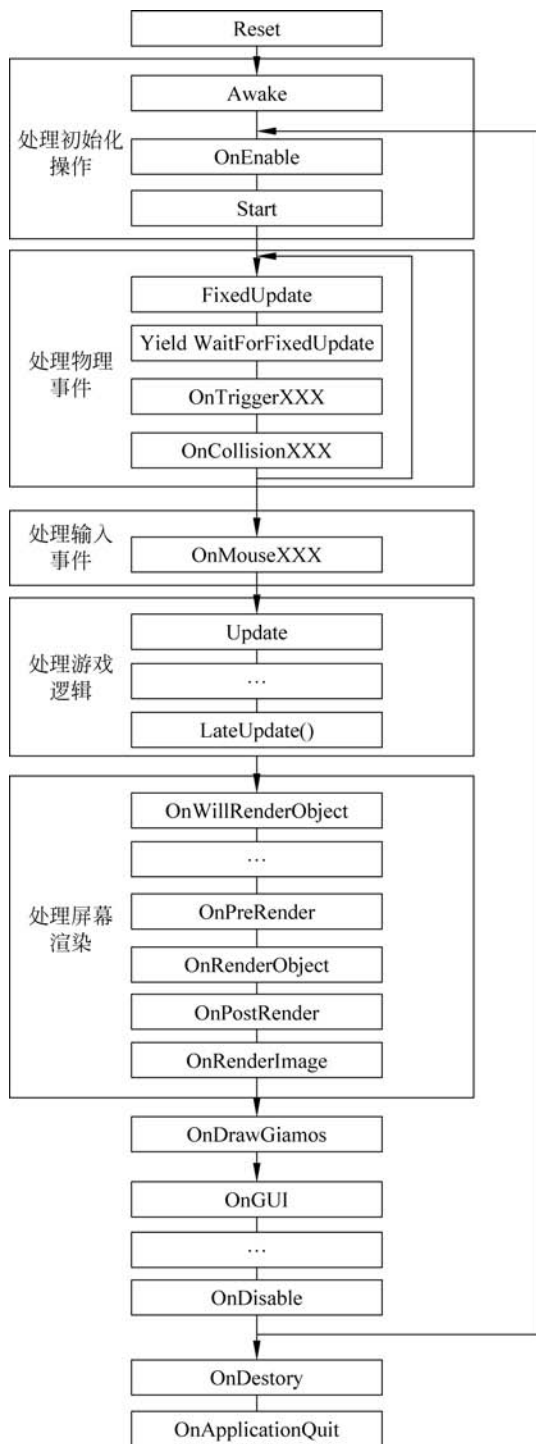 Reset
Awake
处理初始化
操作
OnEnable
Start
FixedUpdate
Yield WaitForFixedUpdate
处理物理
事件
OnTriggerXXX
OnCollisionXXX
处理输入
事件
OnMouseXXX
Update
处理游戏
逻辑
…
LateUpdate()
OnWillRenderObject
…
处理屏幕
渲染
OnPreRender
OnRenderObject
OnPostRender
OnRenderImage
OnDrawGiamos
OnGUI
…
OnDisable
OnDestory
OnApplicationQuit